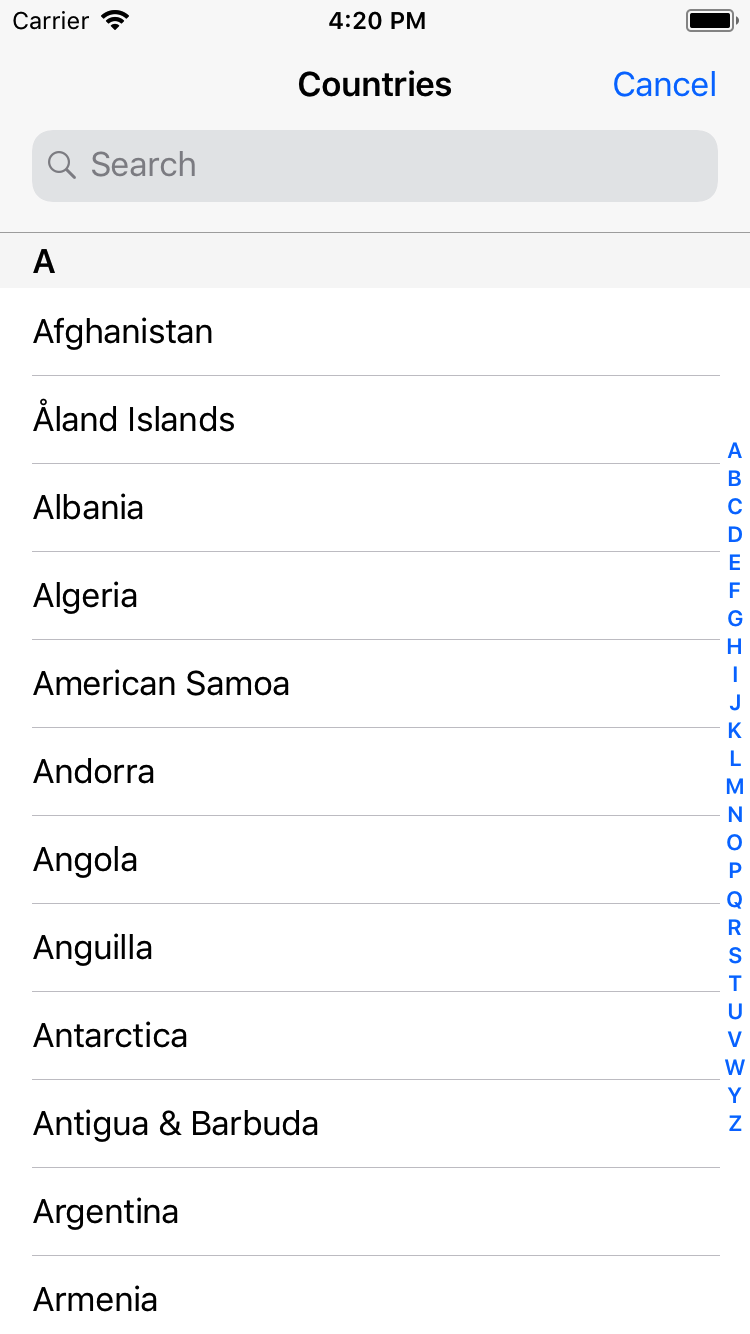 Carrier 4:20 PM
Countries Cancel
Search
A
Afghanistan
Åland Islands
Albania
Algeria
American Samoa
Andorra
Angola
Anguilla
Antarctica
Antigua & Barbuda
Argentina
Armenia
A
B
C
D
E
F
G
H
I
J
K
L
M
N
O
P
Q
R
S
T
U
V
W
Y
Z